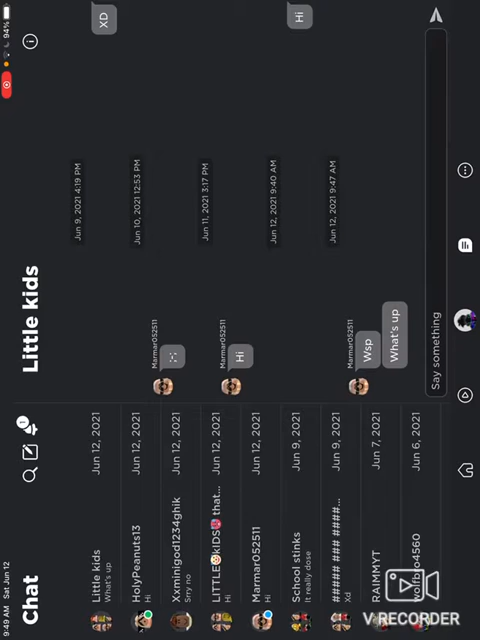 9:49 AM Sat Jun 12
94%
Chat
1
Little kids
Jun 12, 2021
What's up
HolyPeanuts13
Jun 12, 2021
Hi
Xxminigod1234ghik
Jun 12, 2021
Srry no
LITTLE🤡kIDS👹 that...
Jun 12, 2021
Hi
Marmar052511
Jun 12, 2021
Hi
School stinks
Jun 9, 2021
It really dose
##### ### ####...
Jun 9, 2021
Xd
RAIMMYT
Jun 7, 2021
Jun 6, 2021
Little kids
XD
Jun 9, 2021 4:19 PM
Jun 10, 2021 12:53 PM
Marmar052511
:-:
Jun 11, 2021 3:17 PM
Marmar052511
Hi
Jun 12, 2021 9:40 AM
Hi
Jun 12, 2021 9:47 AM
Marmar052511
Wsp
What's up
Say something
V RECORDER